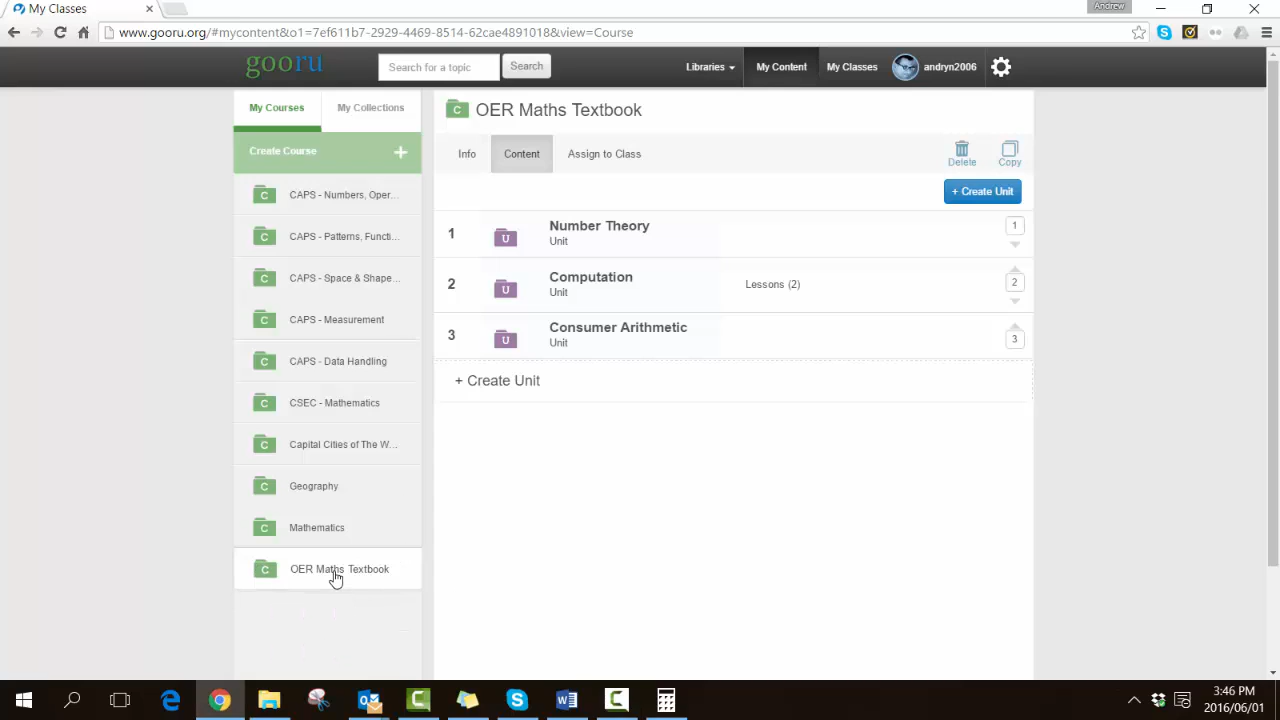 My Classes
Andrew
www.gooru.org/#mycontent&o1=7ef611b7-2929-4469-8514-62cae4891018&view=Course
gooru
Search for a topic
Search
Libraries
My Content
My Classes
andryn2006
My Courses
My Collections
Create Course
+
C CAPS - Numbers, Oper...
C CAPS - Patterns, Functi...
C CAPS - Space & Shape...
C CAPS - Measurement
C CAPS - Data Handling
C CSEC - Mathematics
C Capital Cities of The W...
C Geography
C Mathematics
C OER Maths Textbook
C OER Maths Textbook
Info
Content
Assign to Class
Delete
Copy
+ Create Unit
1 U Number Theory
Unit
1
2 U Computation
Unit
Lessons (2)
2
3 U Consumer Arithmetic
Unit
3
+ Create Unit
3:46 PM
2016/06/01